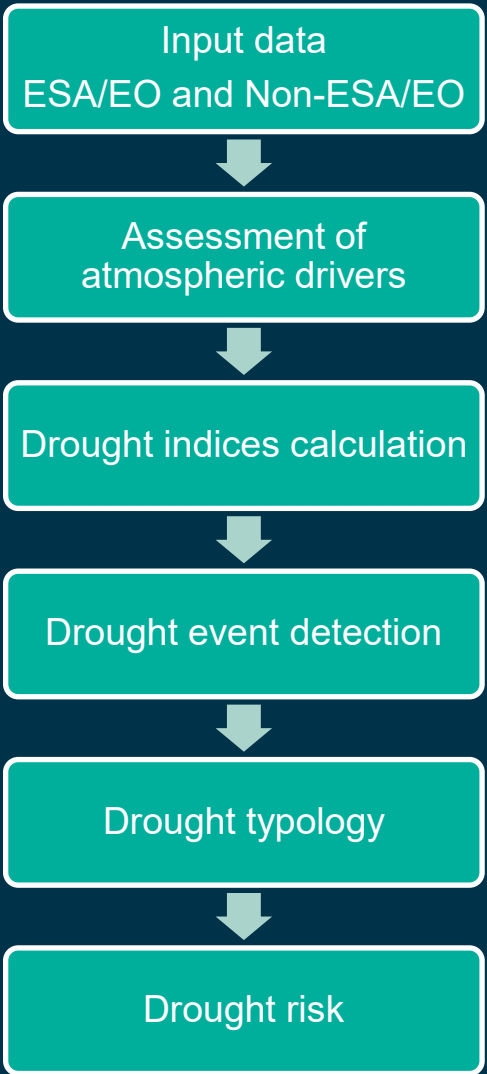 Input data
ESA/EO and Non-ESA/EO
Assessment of
atmospheric drivers
Drought indices calculation
Drought event detection
Drought typology
Drought risk